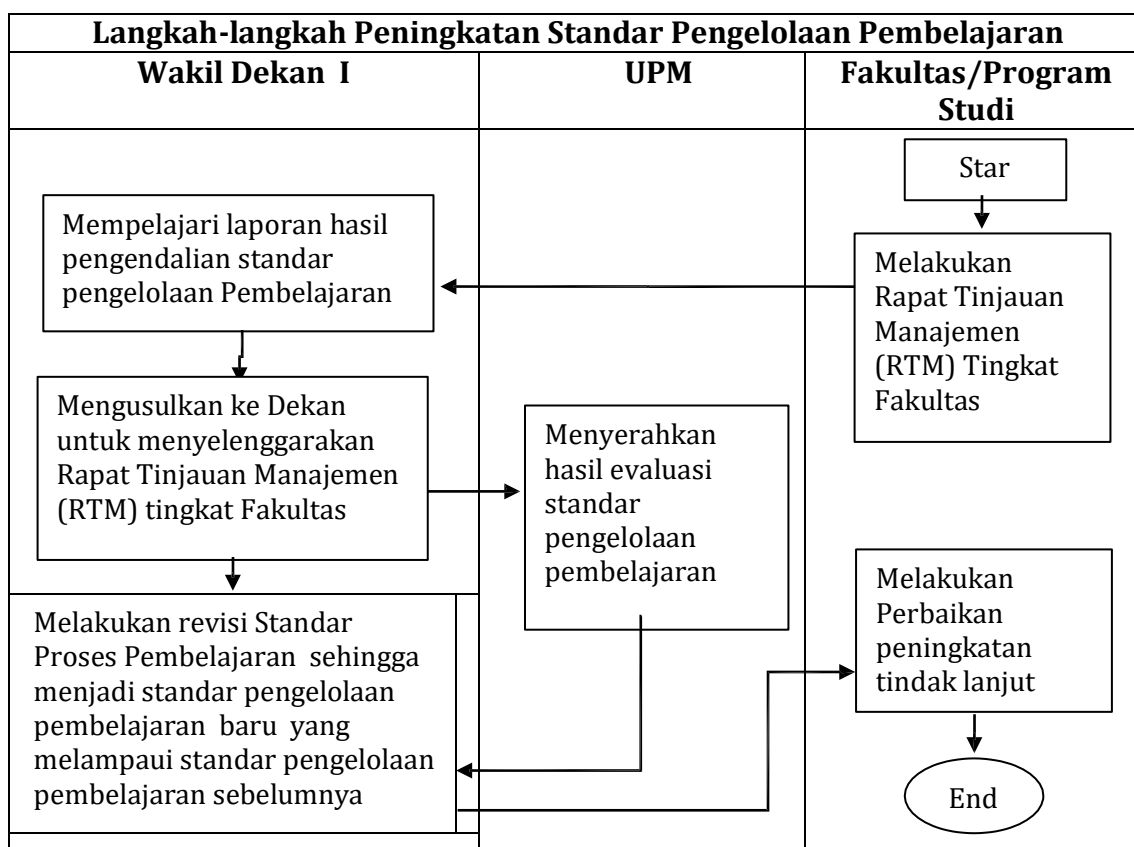 Langkah-langkah Peningkatan Standar Pengelolaan Pembelajaran
Wakil Dekan I
UPM
Fakultas/Program
Studi
Star
Mempelajari laporan hasil
pengendalian standar
pengelolaan Pembelajaran
Melakukan
Rapat Tinjauan
Manajemen
(RTM) Tingkat
Fakultas
Mengusulkan ke Dekan
untuk menyelenggarakan
Rapat Tinjauan Manajemen
(RTM) tingkat Fakultas
Menyerahkan
hasil evaluasi
standar
pengelolaan
pembelajaran
Melakukan revisi Standar
Proses Pembelajaran sehingga
menjadi standar pengelolaan
pembelajaran baru yang
melampaui standar pengelolaan
pembelajaran sebelumnya
Melakukan
Perbaikan
peningkatan
tindak lanjut
End